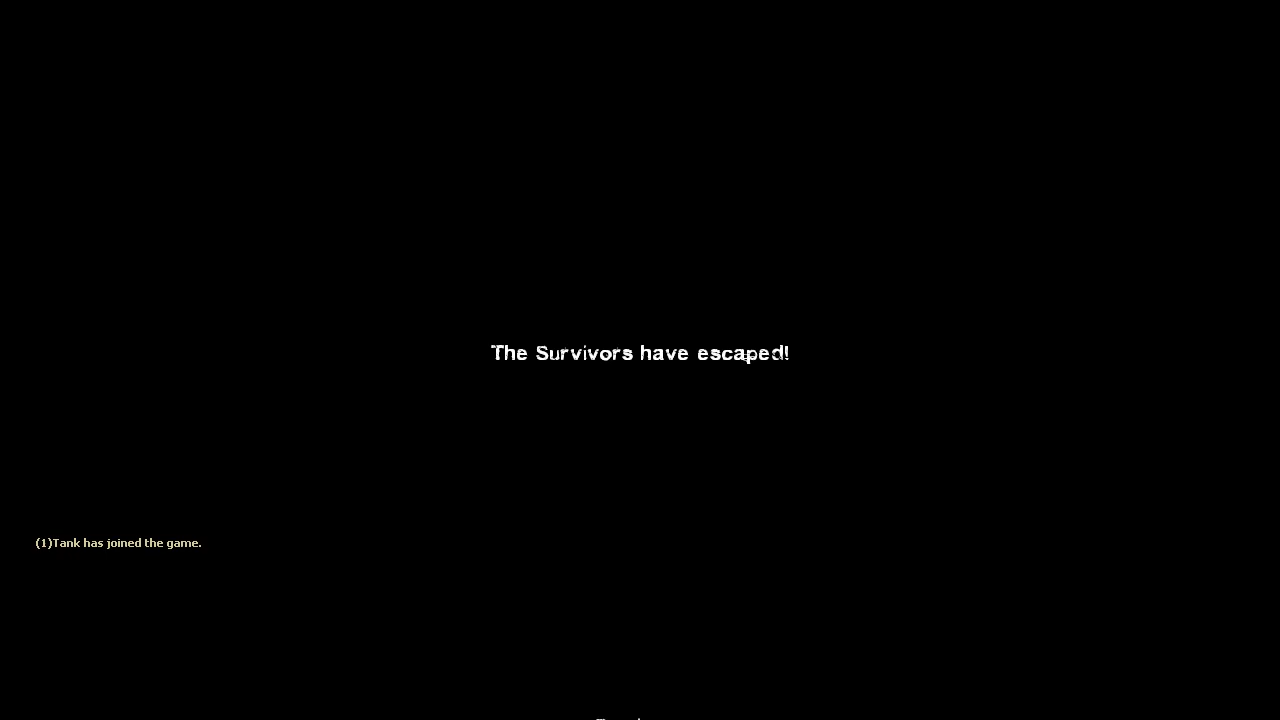 The Survivors have escaped!
(1)Tank has joined the game.